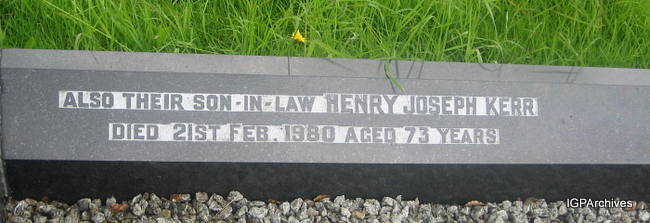 ALSO THEIR SON-IN-LAW HENRY JOSEPH KERR
DIED 21ST FEB. 1980 AGED 73 YEARS
IGPArchives